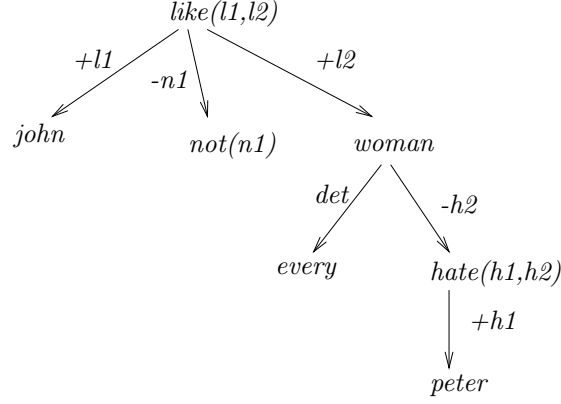 like(l1,l2)
+l1
-n1
+l2
john
not(n1)
woman
det
-h2
every
hate(h1,h2)
+h1
peter